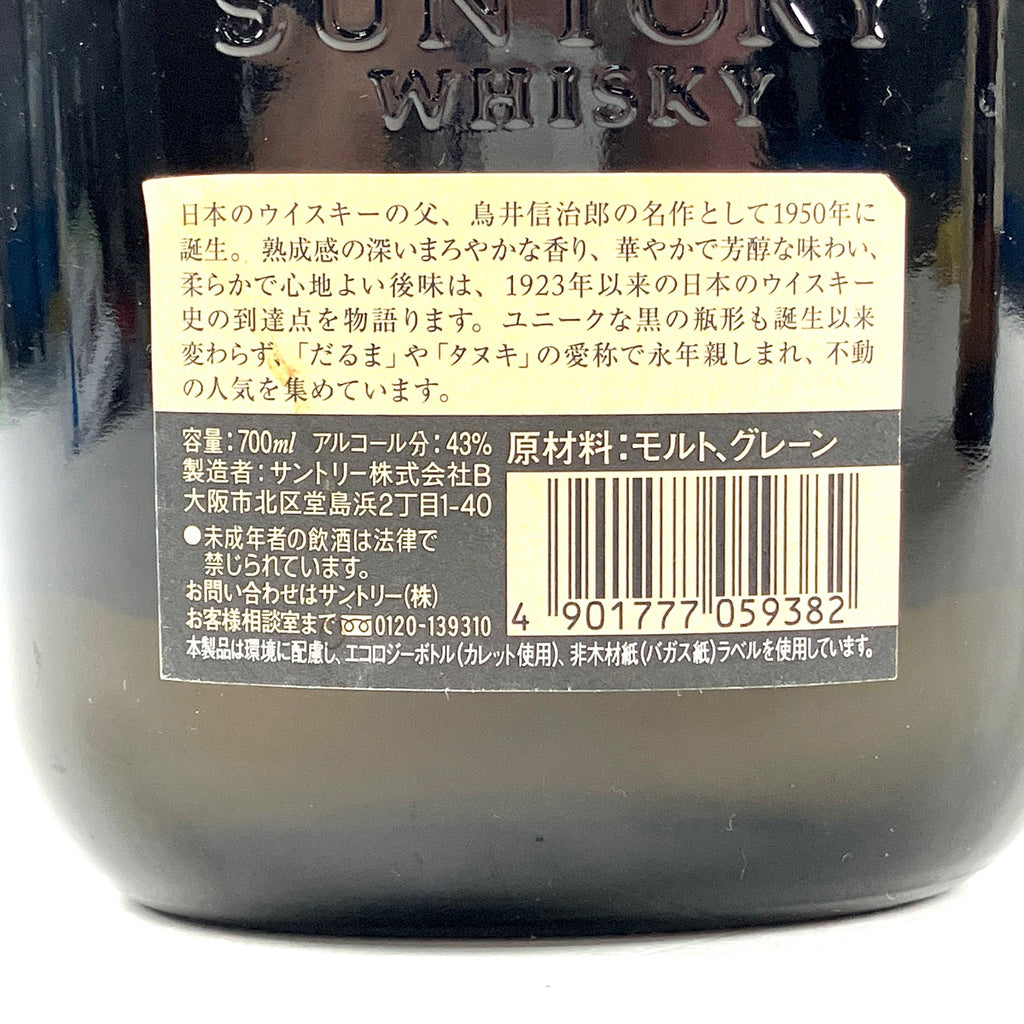 SUNTORY
WHISKY
日本のウイスキーの父、鳥井信治郎の名作として1950年に
誕生。熟成感の深いまろやかな香り、華やかで芳醇な味わい、
柔らかで心地よい後味は、1923年以来の日本のウイスキー
史の到達点を物語ります。ユニークな黒の瓶形も誕生以来
変わらず、「だるま」や「タヌキ」の愛称で永年親しまれ、不動
の人気を集めています。
容量:700ml アルコール分:43%
製造者:サントリー株式会社B
大阪市北区堂島浜2丁目1-40
●未成年者の飲酒は法律で
禁じられています。
お問い合わせはサントリー(株)
お客様相談室まで 0120-139310
原材料:モルト、グレーン
4 901777 059382
本製品は環境に配慮し、エコロジーボトル(カレット使用)、非木材紙(バガス紙)ラベルを使用しています。